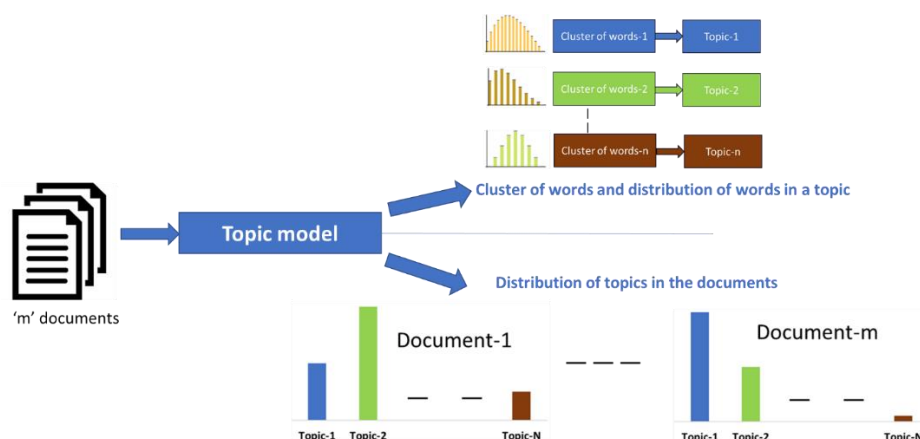 Cluster of words-1
Topic-1
Cluster of words-2
Topic-2
Cluster of words-n
Topic-n
Cluster of words and distribution of words in a topic
Topic model
'm' documents
Distribution of topics in the documents
Document-1
Document-m
Topic-1
Topic-2
Topic-N
Topic-1
Topic-2
Topic-N